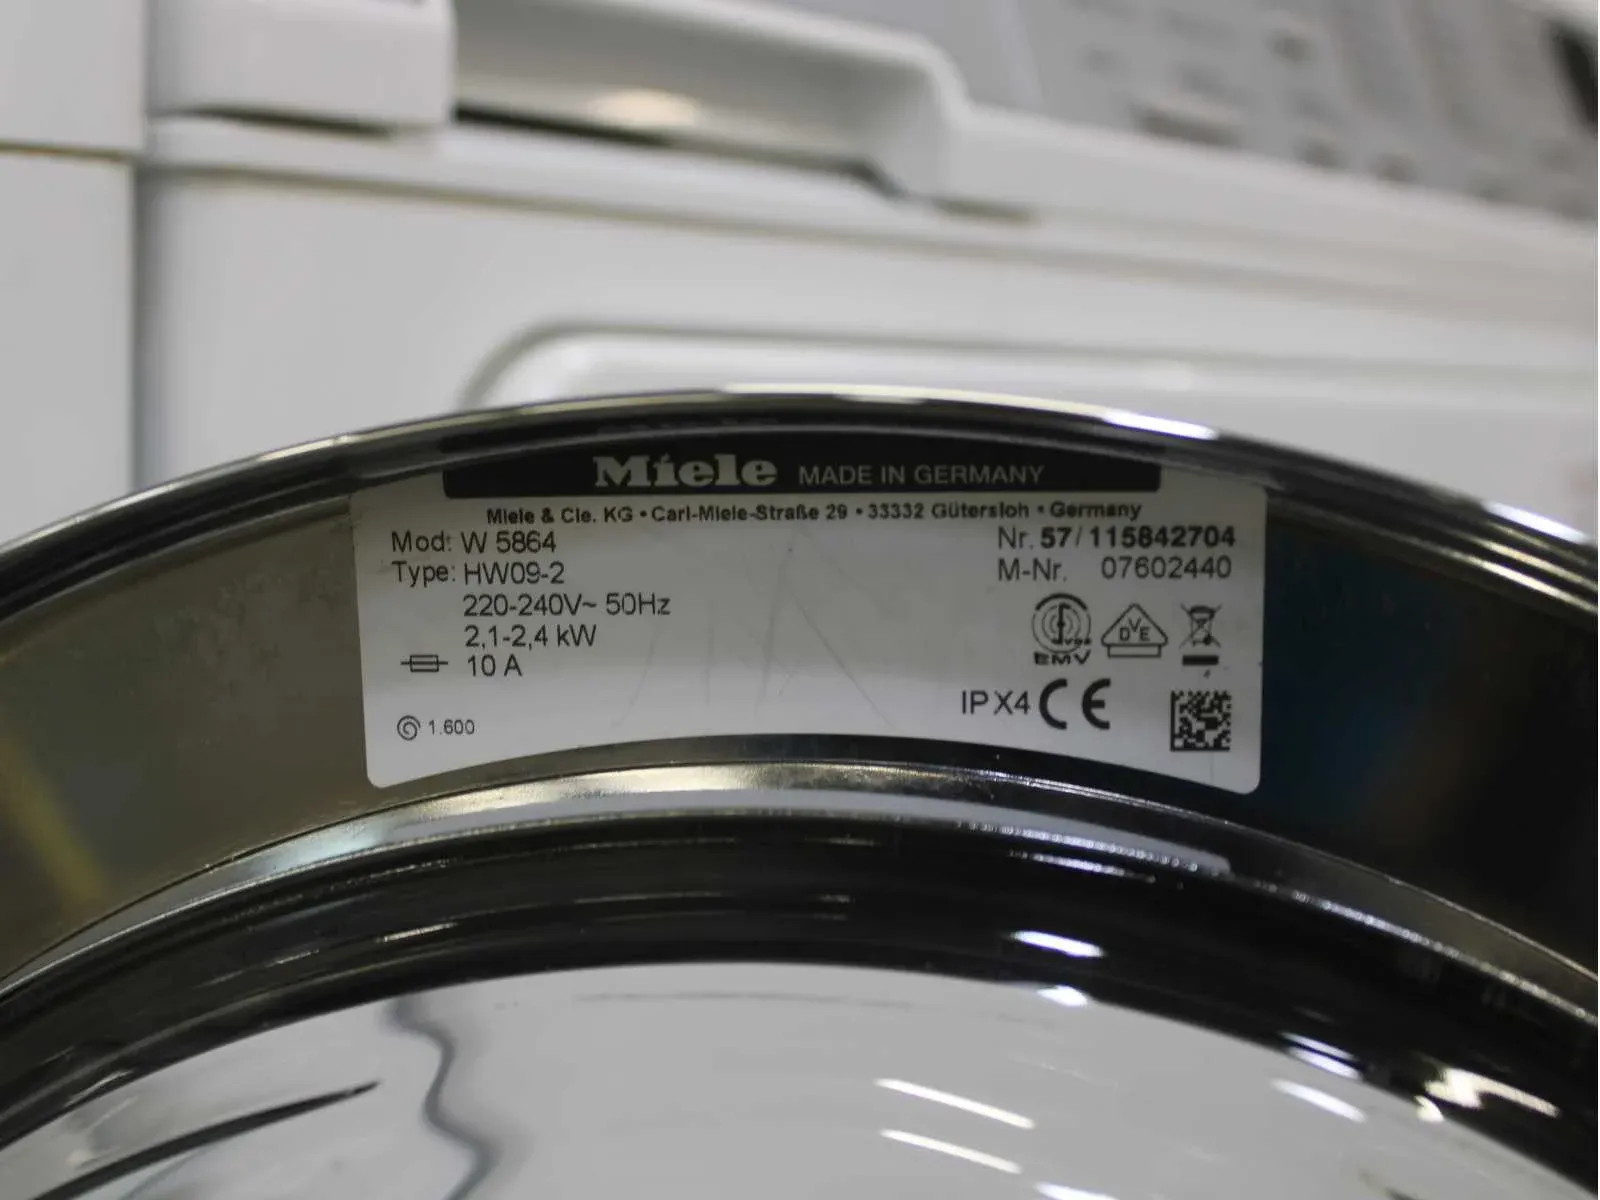 Miele MADE IN GERMANY
Miele & Cie. KG • Carl-Miele-Straße 29 • 33332 Gütersloh • Germany
Mod: W 5864
Nr. 57/115842704
Type: HW09-2
M-Nr. 07602440
220-240V~ 50Hz
2,1-2,4 kW
10 A
VDE
EMV
DVE
IPX4 CE
1.600